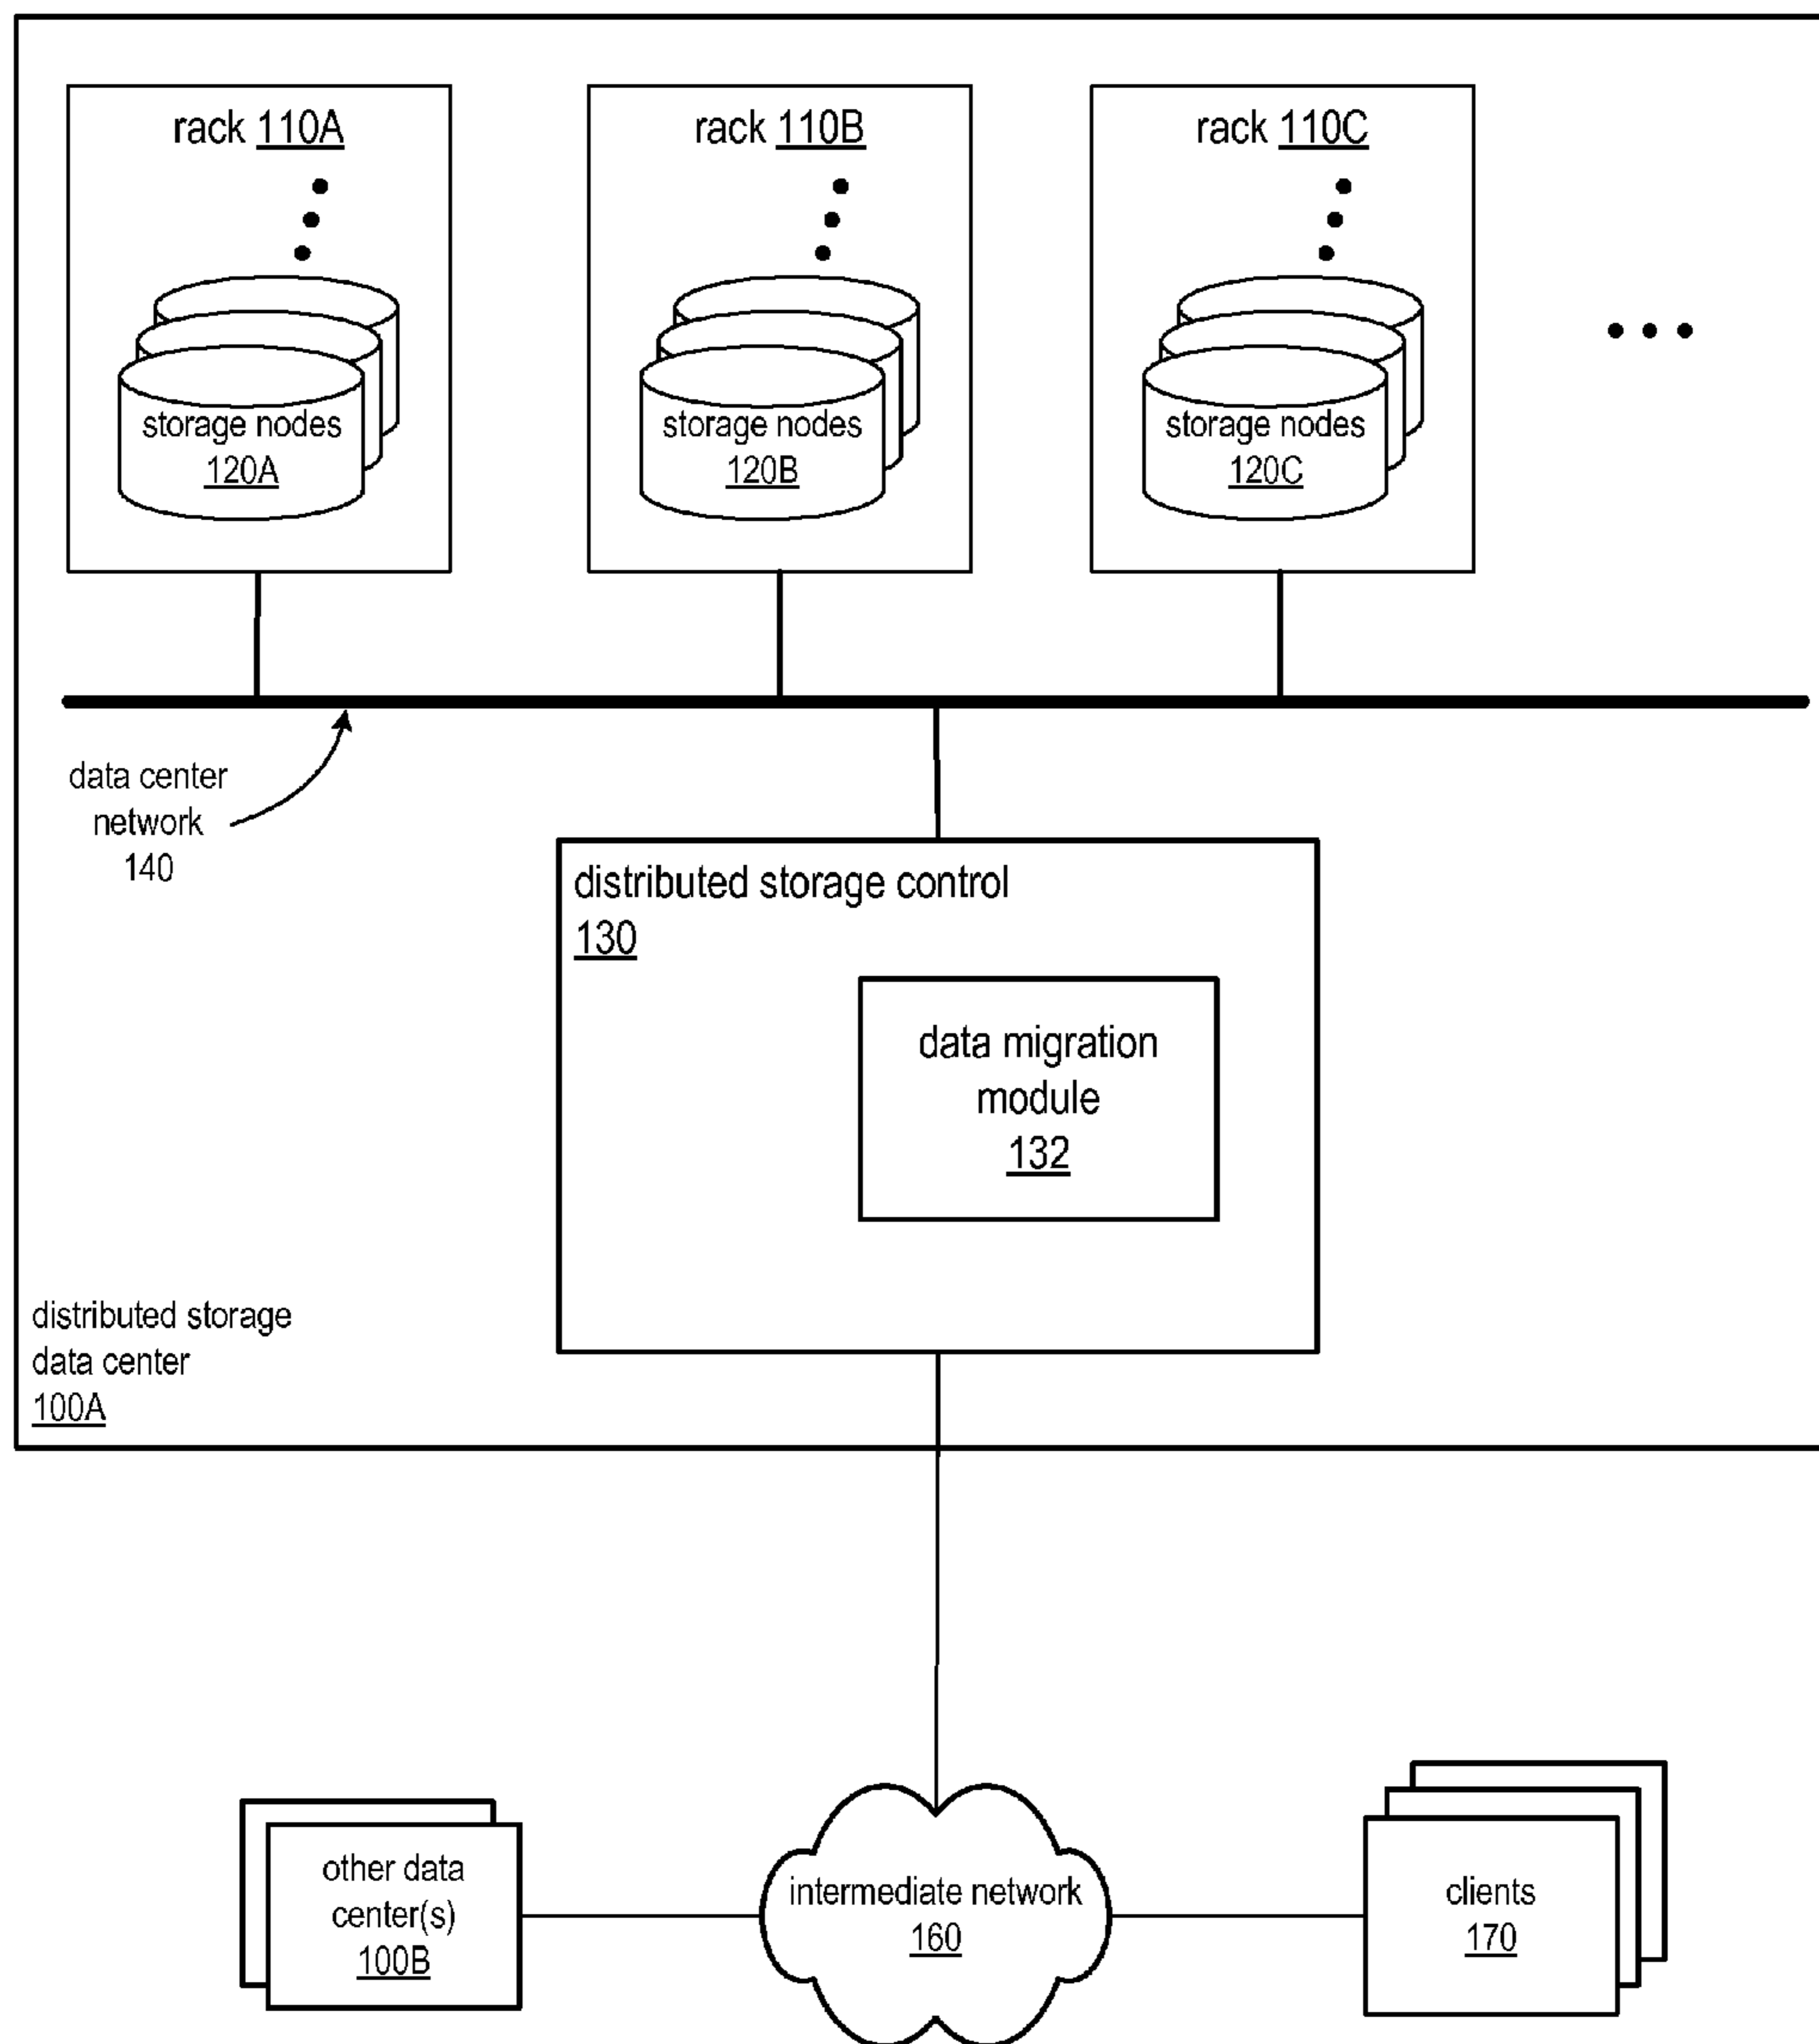 rack 110A
rack 110B
rack 110C
storage nodes
120A
storage nodes
120B
storage nodes
120C
data center
network
140
distributed storage control
130
data migration
module
132
distributed storage
data center
100A
other data
center(s)
100B
intermediate network
160
clients
170